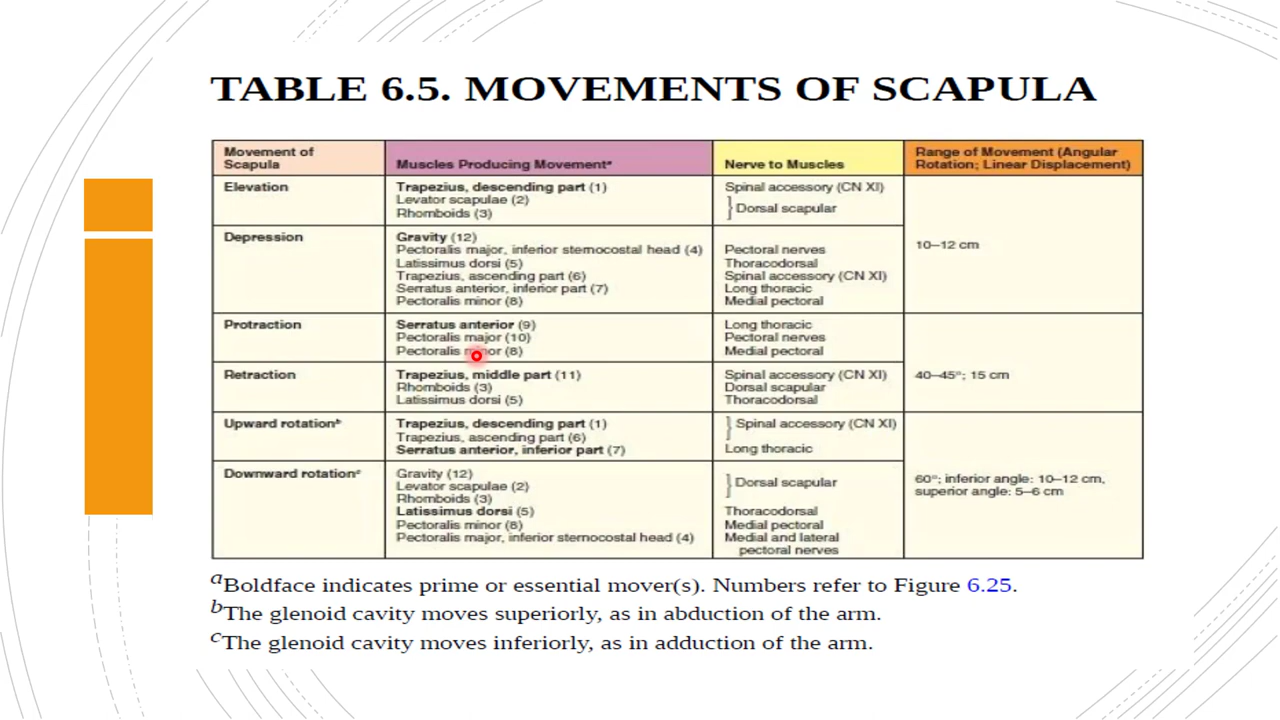 TABLE 6.5. MOVEMENTS OF SCAPULA
Movement of Scapula | Muscles Producing Movementᵃ | Nerve to Muscles | Range of Movement (Angular Rotation; Linear Displacement)
Elevation
Trapezius, descending part (1)
Levator scapulae (2)
Rhomboids (3)
Spinal accessory (CN XI)
Dorsal scapular
Depression
Gravity (12)
Pectoralis major, inferior sternocostal head (4)
Latissimus dorsi (5)
Trapezius, ascending part (6)
Serratus anterior, inferior part (7)
Pectoralis minor (8)
Pectoral nerves
Thoracodorsal
Spinal accessory (CN XI)
Long thoracic
Medial pectoral
10–12 cm
Protraction
Serratus anterior (9)
Pectoralis major (10)
Pectoralis minor (8)
Long thoracic
Pectoral nerves
Medial pectoral
Retraction
Trapezius, middle part (11)
Rhomboids (3)
Latissimus dorsi (5)
Spinal accessory (CN XI)
Dorsal scapular
Thoracodorsal
40–45°; 15 cm
Upward rotationᵇ
Trapezius, descending part (1)
Trapezius, ascending part (6)
Serratus anterior, inferior part (7)
Spinal accessory (CN XI)
Long thoracic
Downward rotationᶜ
Gravity (12)
Levator scapulae (2)
Rhomboids (3)
Latissimus dorsi (5)
Pectoralis minor (8)
Pectoralis major, inferior sternocostal head (4)
Dorsal scapular
Thoracodorsal
Medial pectoral
Medial and lateral
pectoral nerves
60°; inferior angle: 10–12 cm,
superior angle: 5–6 cm
ᵃBoldface indicates prime or essential mover(s). Numbers refer to Figure 6.25.
ᵇThe glenoid cavity moves superiorly, as in abduction of the arm.
ᶜThe glenoid cavity moves inferiorly, as in adduction of the arm.